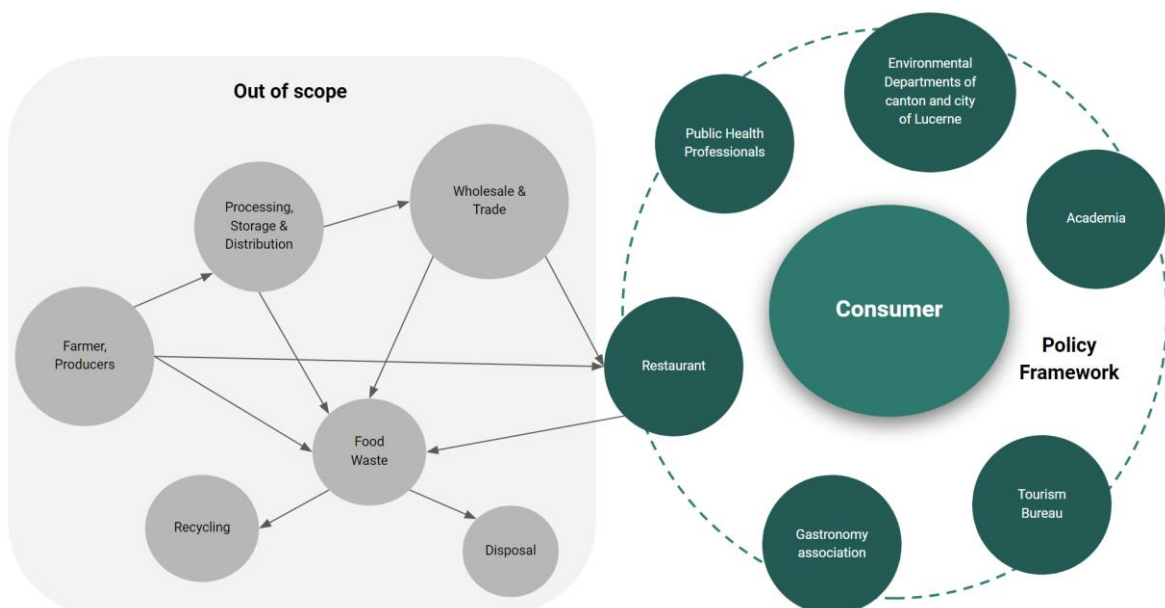 Out of scope
Processing,
Storage &
Distribution
Wholesale &
Trade
Farmer,
Producers
Food
Waste
Recycling
Disposal
Environmental
Departments of
canton and city
of Lucerne
Public Health
Professionals
Academia
Consumer
Policy
Framework
Restaurant
Tourism
Bureau
Gastronomy
association